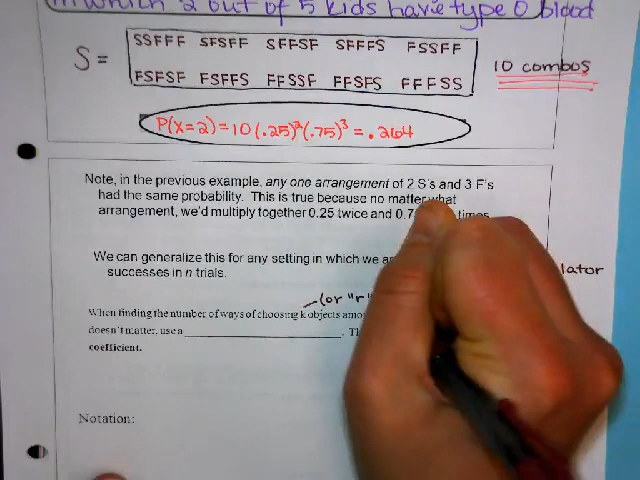 in which 2 out of 5 kids have type O blood
S =
SSFFF SFSFF SFFSF SFFFS FSSFF
FSFSF FSFFS FFSSF FFSFS FFFSS
10 combos
P(X=2) = 10(.25)²(.75)³ = .264
Note, in the previous example, any one arrangement of 2 S's and 3 F's
had the same probability. This is true because no matter what
arrangement, we'd multiply together 0.25 twice and times
We can generalize this for any setting in which we
successes in n trials.
lator
(or "r"
When finding the number of ways of choosing k objects
doesn't matter, use a ____________________.
coefficient.
Notation: